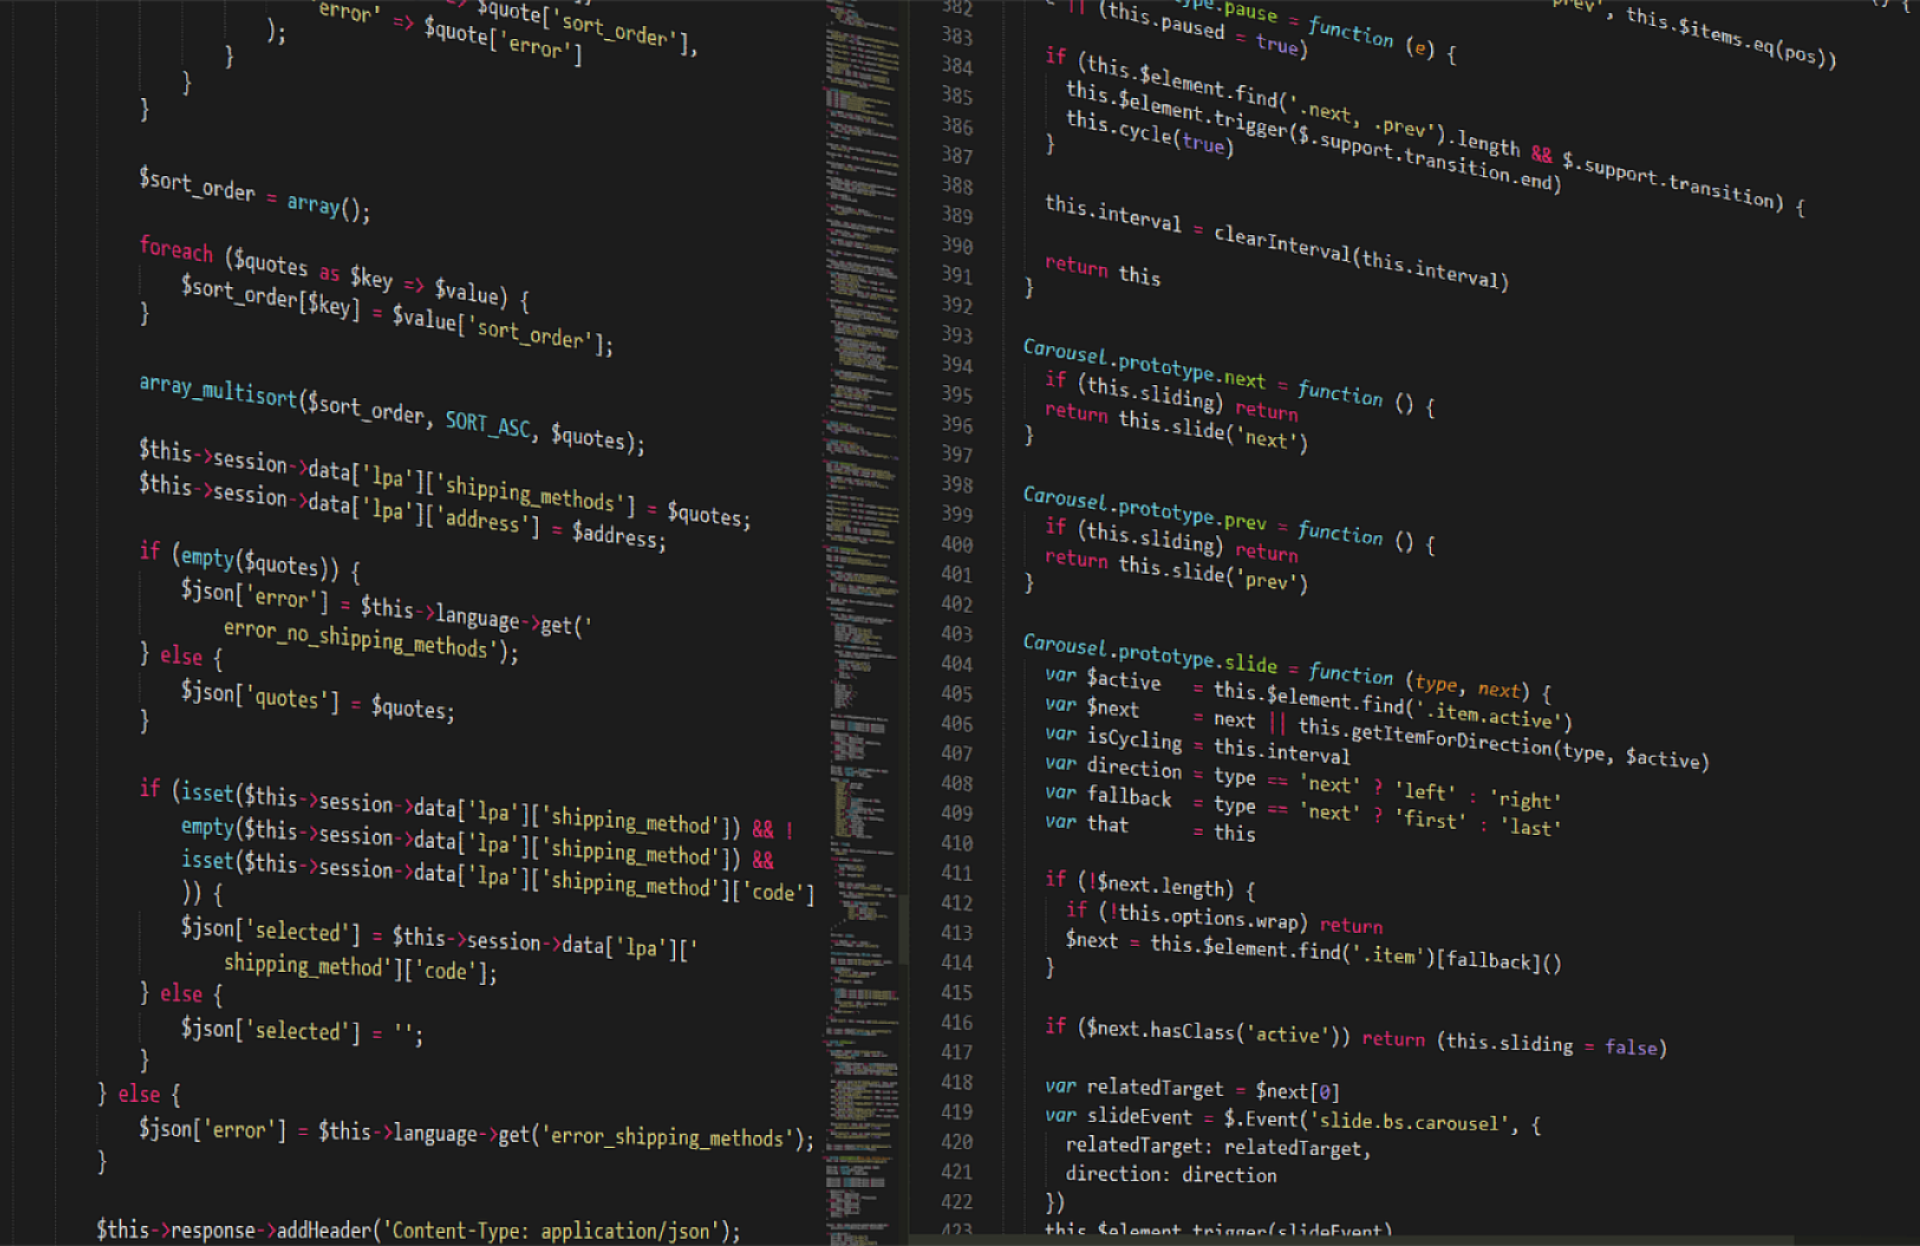 => $quote['sort_order'],
'error' => $quote['error']
);
}
}
}
$sort_order = array();
foreach ($quotes as $key => $value) {
$sort_order[$key] = $value['sort_order'];
}
array_multisort($sort_order, SORT_ASC, $quotes);
$this->session->data['lpa']['shipping_methods'] = $quotes;
$this->session->data['lpa']['address'] = $address;
if (empty($quotes)) {
$json['error'] = $this->language->get('
error_no_shipping_methods');
} else {
$json['quotes'] = $quotes;
}
if (isset($this->session->data['lpa']['shipping_method']) && !
empty($this->session->data['lpa']['shipping_method']) &&
isset($this->session->data['lpa']['shipping_method']['code']
)) {
$json['selected'] = $this->session->data['lpa']['
shipping_method']['code'];
} else {
$json['selected'] = '';
}
} else {
$json['error'] = $this->language->get('error_shipping_methods');
}
$this->response->addHeader('Content-Type: application/json');
382
383
384
385
386
387
388
389
390
391
392
393
394
395
396
397
398
399
400
401
402
403
404
405
406
407
408
409
410
411
412
413
414
415
416
417
418
419
420
421
422
423
prev', this.$items.eq(pos))
.pause = function (e) {
|| (this.paused = true)
if (this.$element.find('.next, .prev').length && $.support.transition) {
this.$element.trigger($.support.transition.end)
this.cycle(true)
}
this.interval = clearInterval(this.interval)
return this
}
Carousel.prototype.next = function () {
if (this.sliding) return
return this.slide('next')
}
Carousel.prototype.prev = function () {
if (this.sliding) return
return this.slide('prev')
}
Carousel.prototype.slide = function (type, next) {
var $active = this.$element.find('.item.active')
var $next = next || this.getItemForDirection(type, $active)
var isCycling = this.interval
var direction = type == 'next' ? 'left' : 'right'
var fallback = type == 'next' ? 'first' : 'last'
var that = this
if (!$next.length) {
if (!this.options.wrap) return
$next = this.$element.find('.item')[fallback]()
}
if ($next.hasClass('active')) return (this.sliding = false)
var relatedTarget = $next[0]
var slideEvent = $.Event('slide.bs.carousel', {
relatedTarget: relatedTarget,
direction: direction
})
this.$element.trigger(slideEvent)